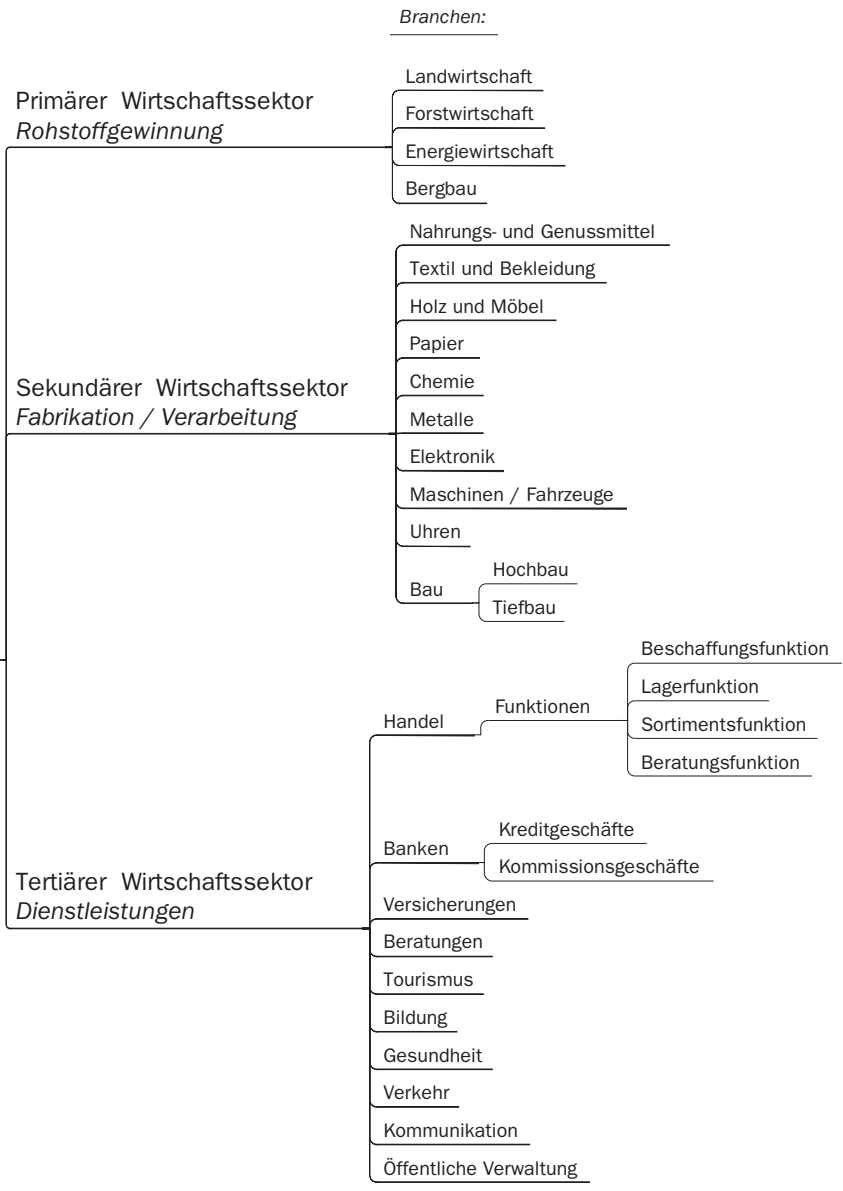 Branchen:
Primärer Wirtschaftssektor
Rohstoffgewinnung
Landwirtschaft
Forstwirtschaft
Energiewirtschaft
Bergbau
Sekundärer Wirtschaftssektor
Fabrikation / Verarbeitung
Nahrungs- und Genussmittel
Textil und Bekleidung
Holz und Möbel
Papier
Chemie
Metalle
Elektronik
Maschinen / Fahrzeuge
Uhren
Bau
Hochbau
Tiefbau
Tertiärer Wirtschaftssektor
Dienstleistungen
Handel
Funktionen
Beschaffungsfunktion
Lagerfunktion
Sortimentsfunktion
Beratungsfunktion
Banken
Kreditgeschäfte
Kommissionsgeschäfte
Versicherungen
Beratungen
Tourismus
Bildung
Gesundheit
Verkehr
Kommunikation
Öffentliche Verwaltung